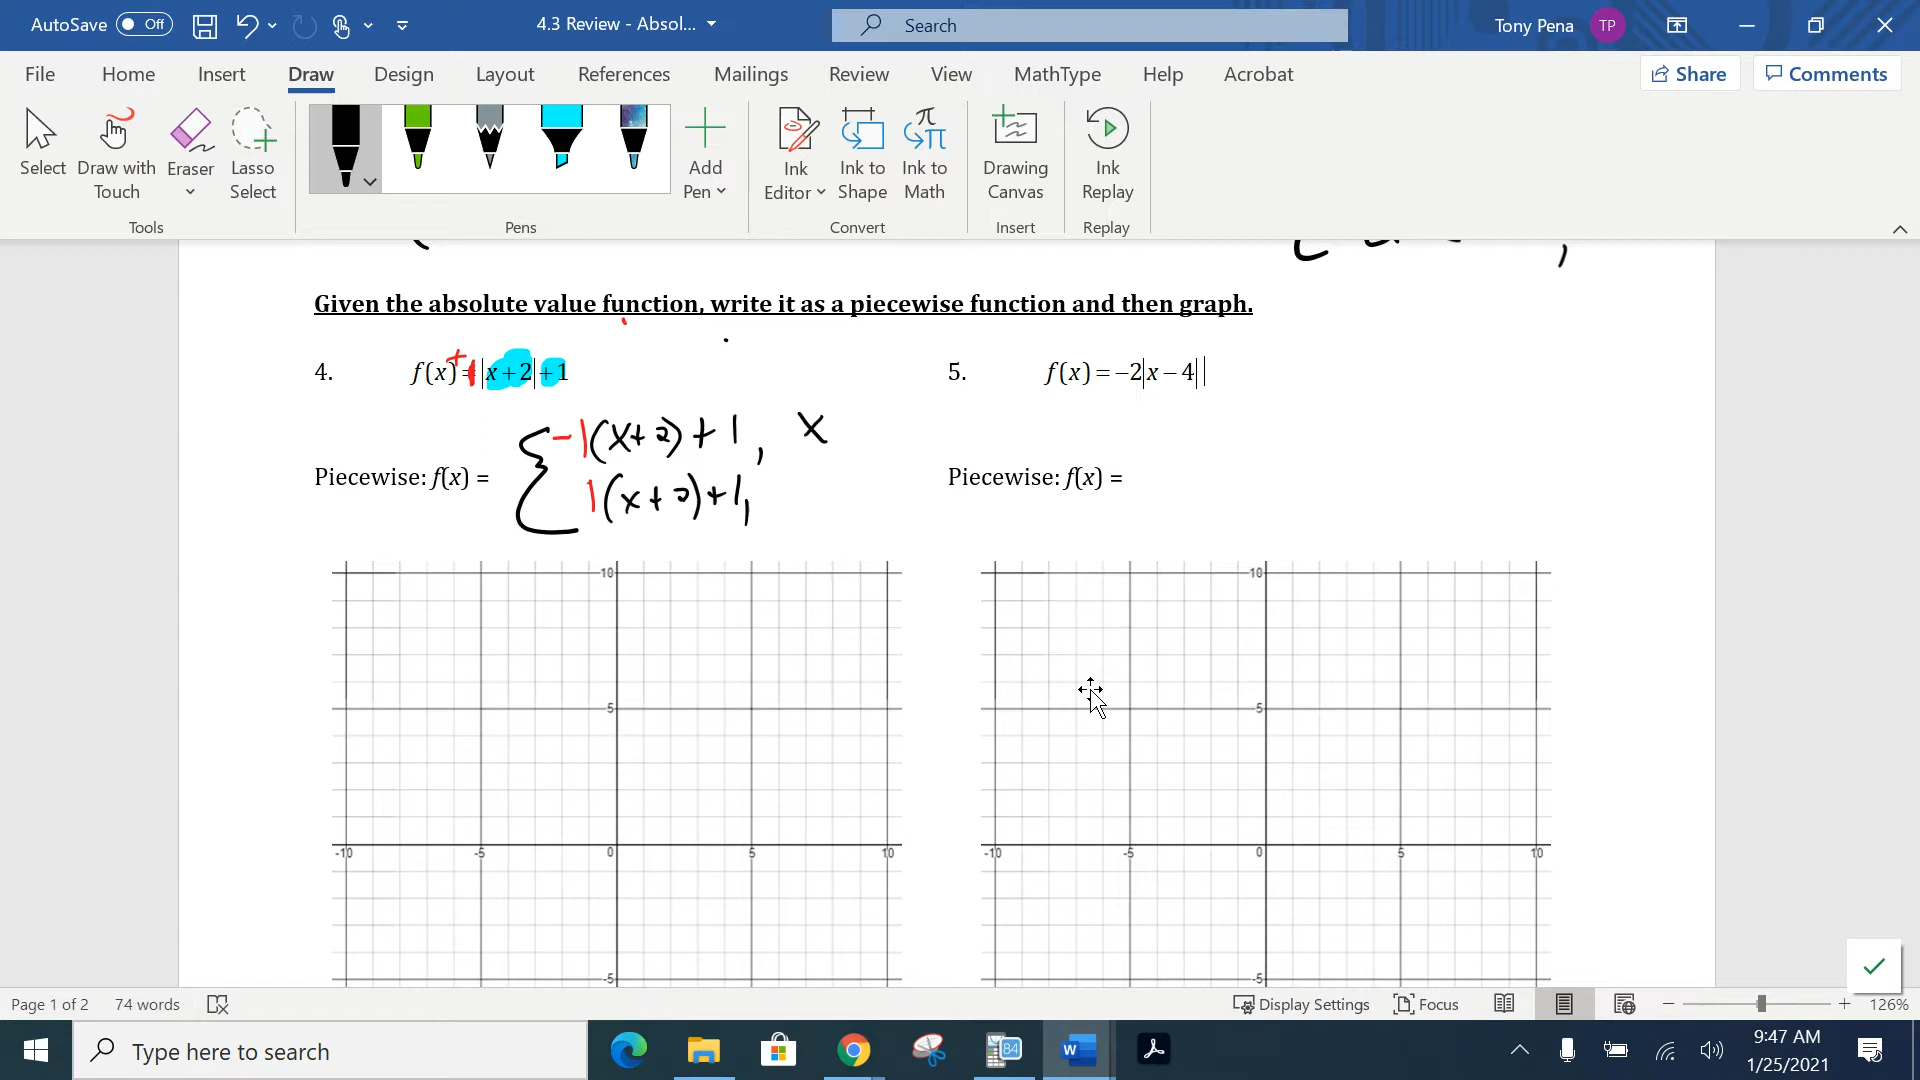 AutoSave Off 4.3 Review - Absol... Search Tony Pena TP
File Home Insert Draw Design Layout References Mailings Review View MathType Help Acrobat Share Comments
Select Draw with Touch Eraser Lasso Select Add Pen Ink Editor Ink to Shape Ink to Math Drawing Canvas Ink Replay
Tools Pens Convert Insert Replay
Given the absolute value function, write it as a piecewise function and then graph.
4. f(x) = +1 |x+2|+1 5. f(x) = −2|x − 4||
-1(x+2)+1, x
Piecewise: f(x) = { Piecewise: f(x) =
1(x+2)+1,
10 10
5 5
-10 -5 0 5 10 -10 -5 0 5 10
-5 -5
Page 1 of 2 74 words Display Settings Focus 126%
Type here to search 84 W 9:47 AM
1/25/2021